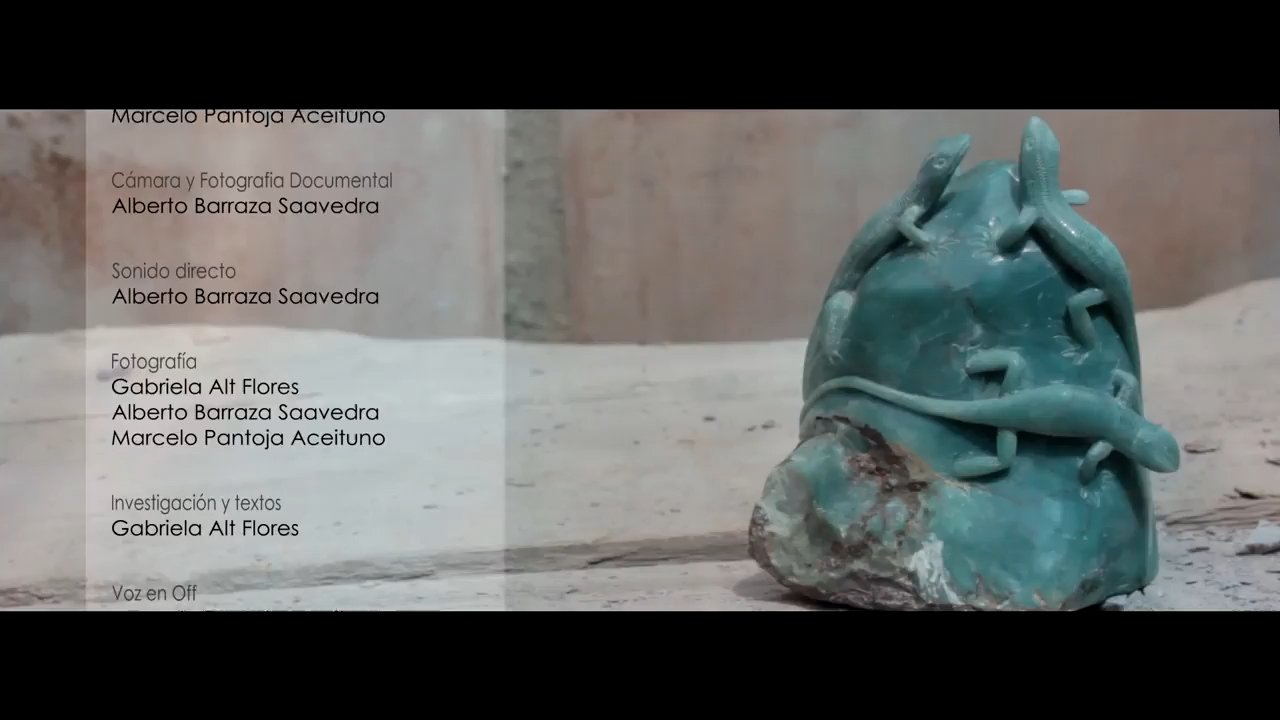 Marcelo Pantoja Aceituno
Cámara y Fotografia Documental
Alberto Barraza Saavedra
Sonido directo
Alberto Barraza Saavedra
Fotografía
Gabriela Alt Flores
Alberto Barraza Saavedra
Marcelo Pantoja Aceituno
Investigación y textos
Gabriela Alt Flores
Voz en Off